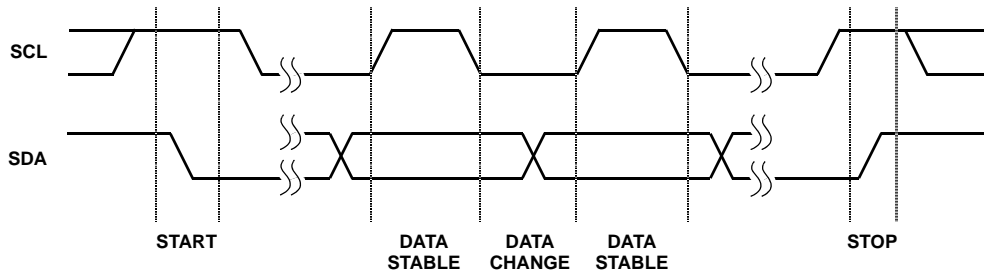 SCL
SDA
START
DATA
STABLE
DATA
CHANGE
DATA
STABLE
STOP